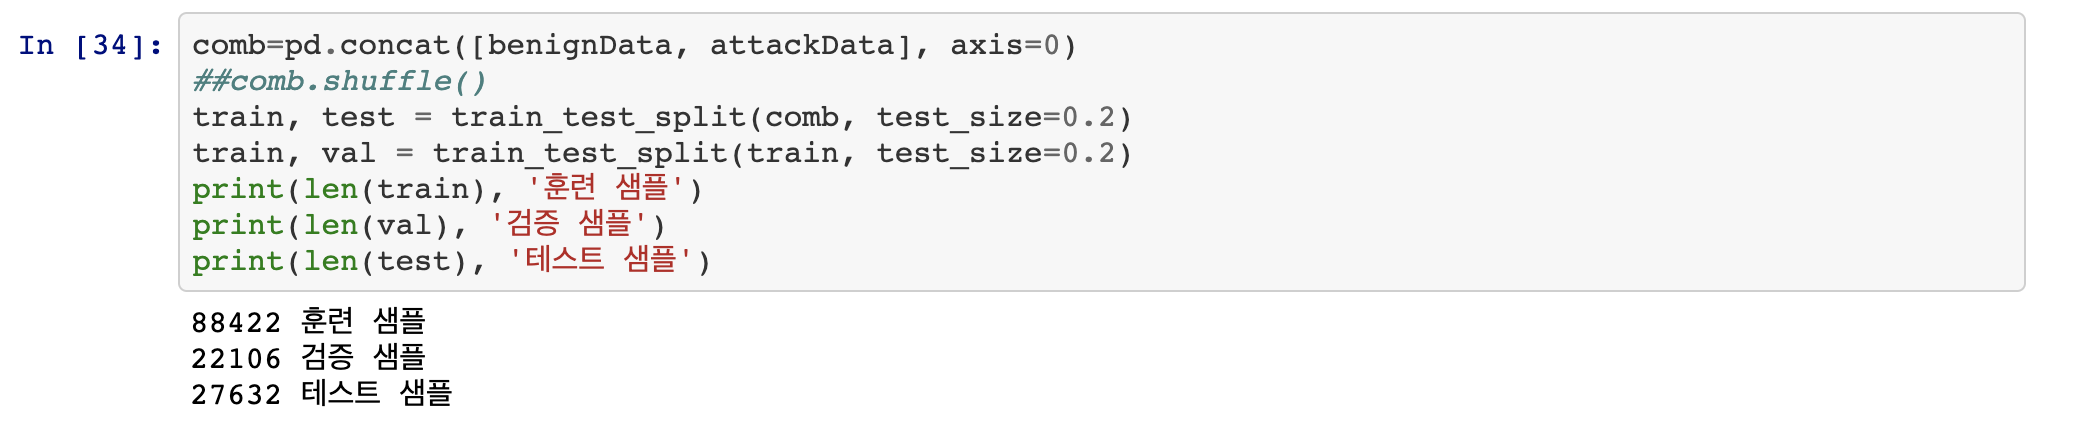 In [34]: comb=pd.concat([benignData, attackData], axis=0)
##comb.shuffle()
train, test = train_test_split(comb, test_size=0.2)
train, val = train_test_split(train, test_size=0.2)
print(len(train), '훈련 샘플')
print(len(val), '검증 샘플')
print(len(test), '테스트 샘플')
88422 훈련 샘플
22106 검증 샘플
27632 테스트 샘플